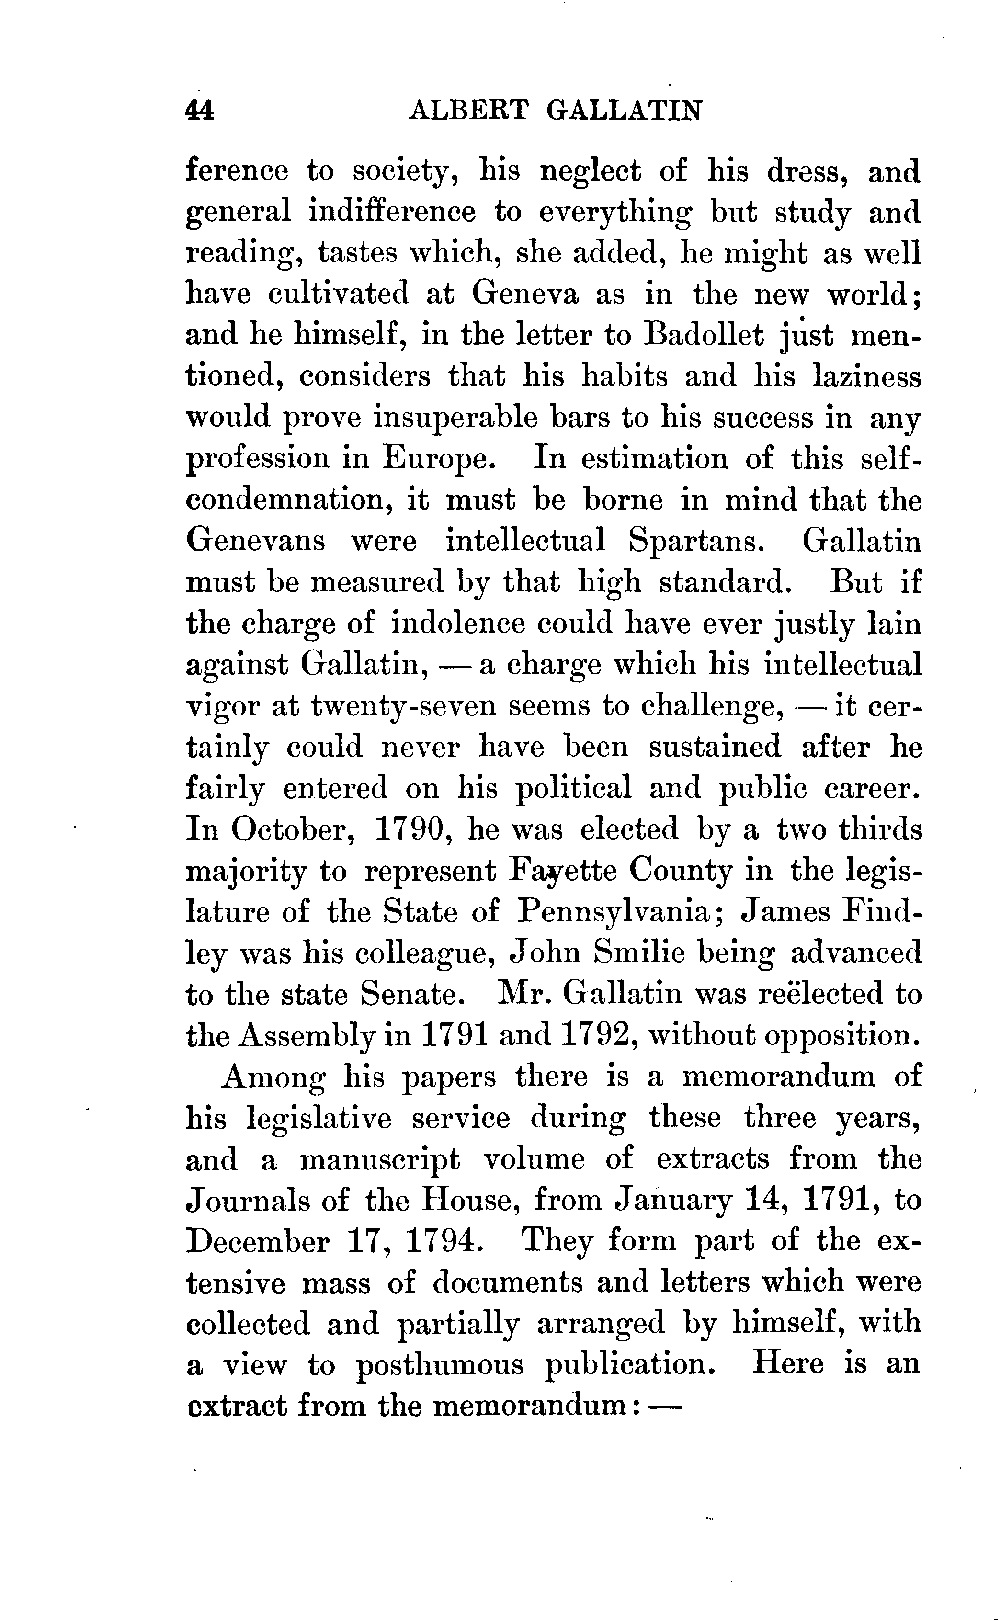 44 ALBERT GALLATIN
ference to society, his neglect of his dress, and
general indifference to everything but study and
reading, tastes which, she added, he might as well
have cultivated at Geneva as in the new world;
and he himself, in the letter to Badollet just men-
tioned, considers that his habits and his laziness
would prove insuperable bars to his success in any
profession in Europe. In estimation of this self-
condemnation, it must be borne in mind that the
Genevans were intellectual Spartans. Gallatin
must be measured by that high standard. But if
the charge of indolence could have ever justly lain
against Gallatin, — a charge which his intellectual
vigor at twenty-seven seems to challenge, — it cer-
tainly could never have been sustained after he
fairly entered on his political and public career.
In October, 1790, he was elected by a two thirds
majority to represent Fayette County in the legis-
lature of the State of Pennsylvania; James Find-
ley was his colleague, John Smilie being advanced
to the state Senate. Mr. Gallatin was reëlected to
the Assembly in 1791 and 1792, without opposition.
Among his papers there is a memorandum of
his legislative service during these three years,
and a manuscript volume of extracts from the
Journals of the House, from January 14, 1791, to
December 17, 1794. They form part of the ex-
tensive mass of documents and letters which were
collected and partially arranged by himself, with
a view to posthumous publication. Here is an
extract from the memorandum: —